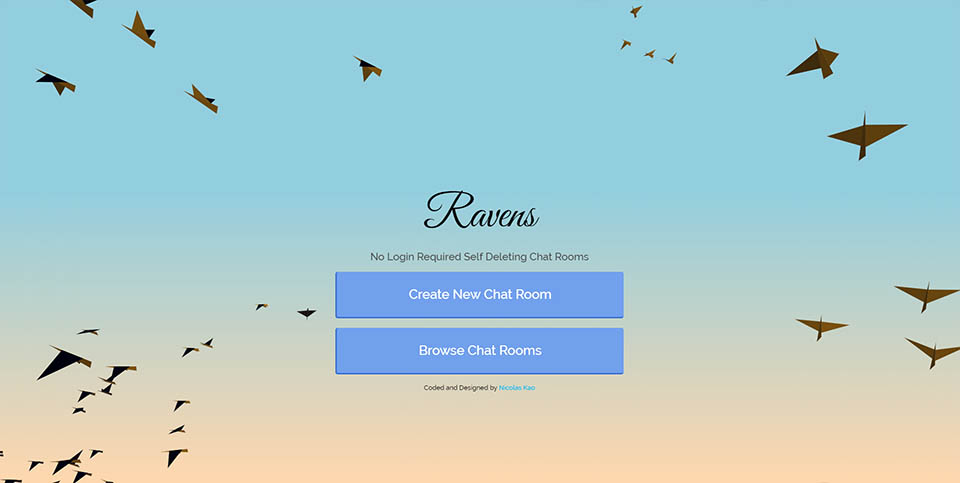 Ravens
No Login Required Self Deleting Chat Rooms
Create New Chat Room
Browse Chat Rooms
Coded and Designed by Nicolas Kao